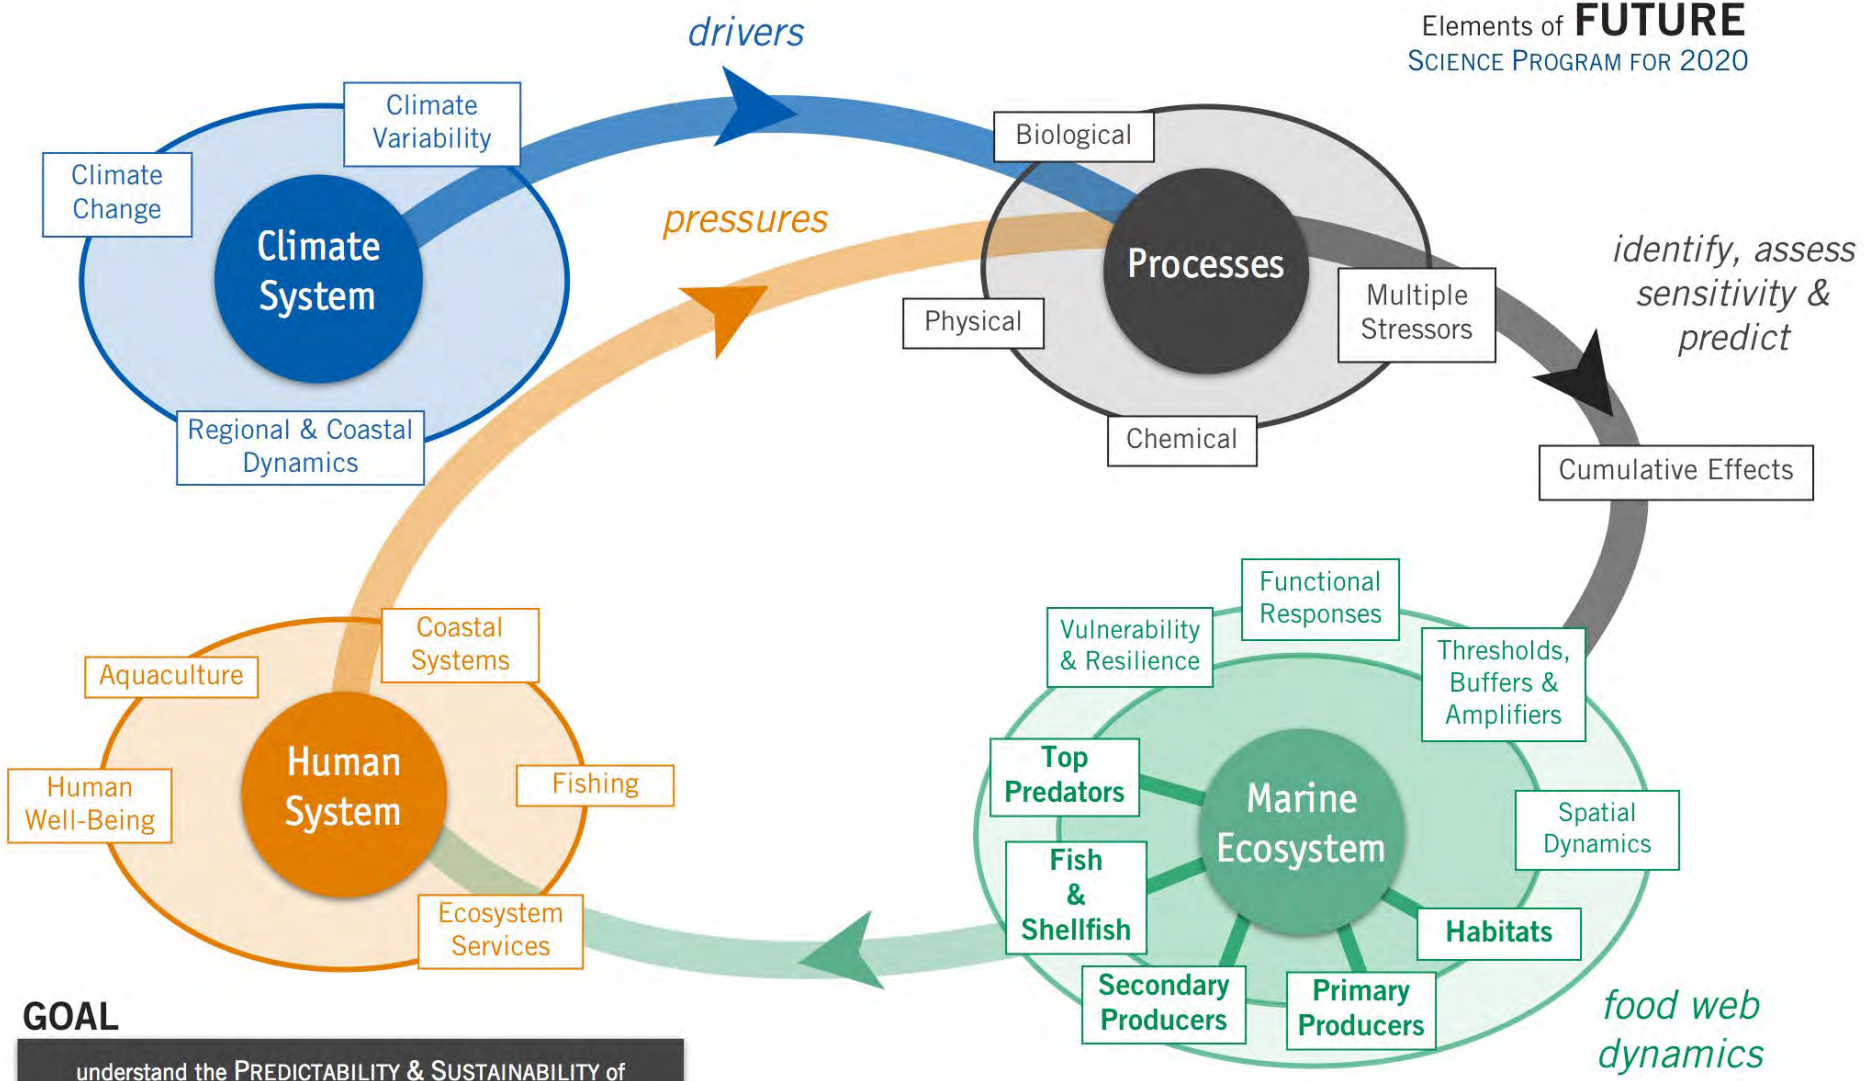 Elements of FUTURE
SCIENCE PROGRAM FOR 2020
drivers
Climate
Variability
Climate
Change
Climate
System
Regional & Coastal
Dynamics
pressures
Biological
Processes
Physical
Multiple
Stressors
Chemical
identify, assess
sensitivity &
predict
Cumulative Effects
Functional
Responses
Vulnerability
& Resilience
Thresholds,
Buffers &
Amplifiers
Top
Predators
Marine
Ecosystem
Spatial
Dynamics
Fish
&
Shellfish
Habitats
Secondary
Producers
Primary
Producers
food web
dynamics
Coastal
Systems
Aquaculture
Human
System
Human
Well-Being
Fishing
Ecosystem
Services
GOAL
understand the PREDICTABILITY & SUSTAINABILITY of